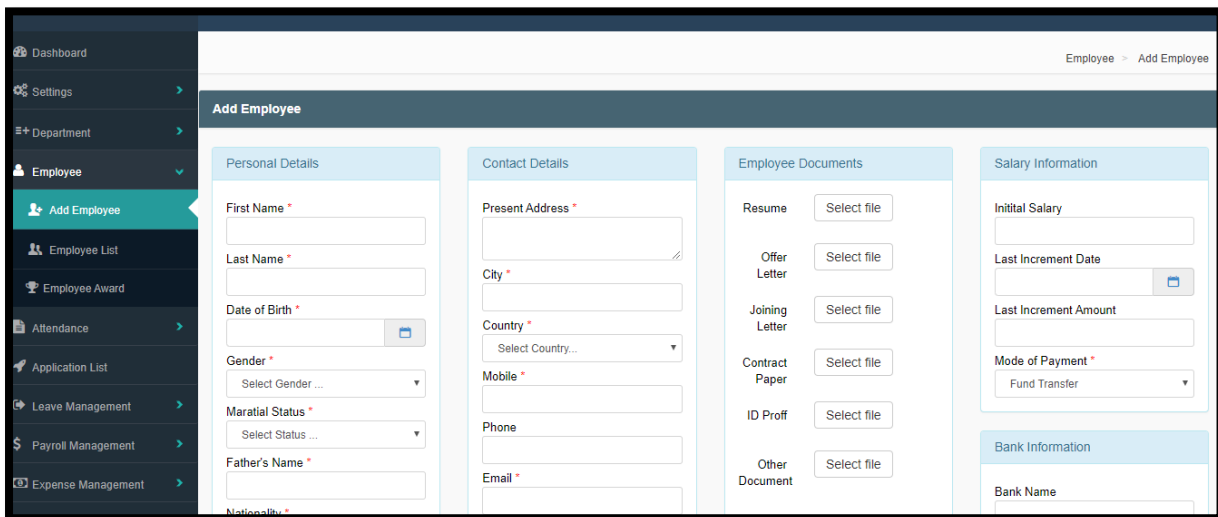 Dashboard
Settings
Department
Employee
Add Employee
Employee List
Employee Award
Attendance
Application List
Leave Management
Payroll Management
Expense Management
Employee > Add Employee
Add Employee
Personal Details
First Name *
Last Name *
Date of Birth *
Gender *
Select Gender ...
Maratial Status *
Select Status ...
Father's Name *
Nationality *
Contact Details
Present Address *
City *
Country *
Select Country...
Mobile *
Phone
Email *
Employee Documents
Resume Select file
Offer Select file
Letter
Joining Select file
Letter
Contract Select file
Paper
ID Proff Select file
Other Select file
Document
Salary Information
Initital Salary
Last Increment Date
Last Increment Amount
Mode of Payment *
Fund Transfer
Bank Information
Bank Name